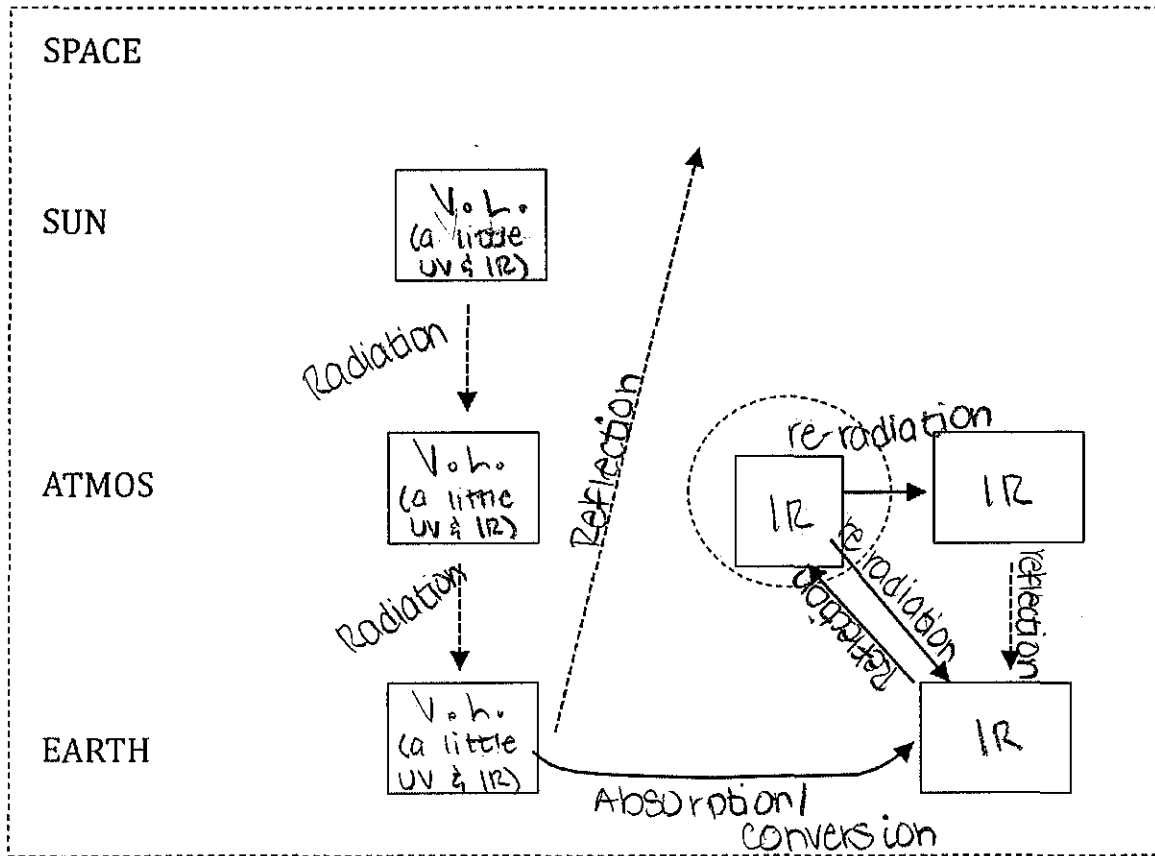 SPACE
SUN
V.L.
(a little
UV & IR)
Radiation
Reflection
ATMOS
V.L.
(a little
UV & IR)
re-radiation
IR
IR
re radiation
Reflection
reflection
Radiation
EARTH
V.L.
(a little
UV & IR)
IR
Absorption/
conversion